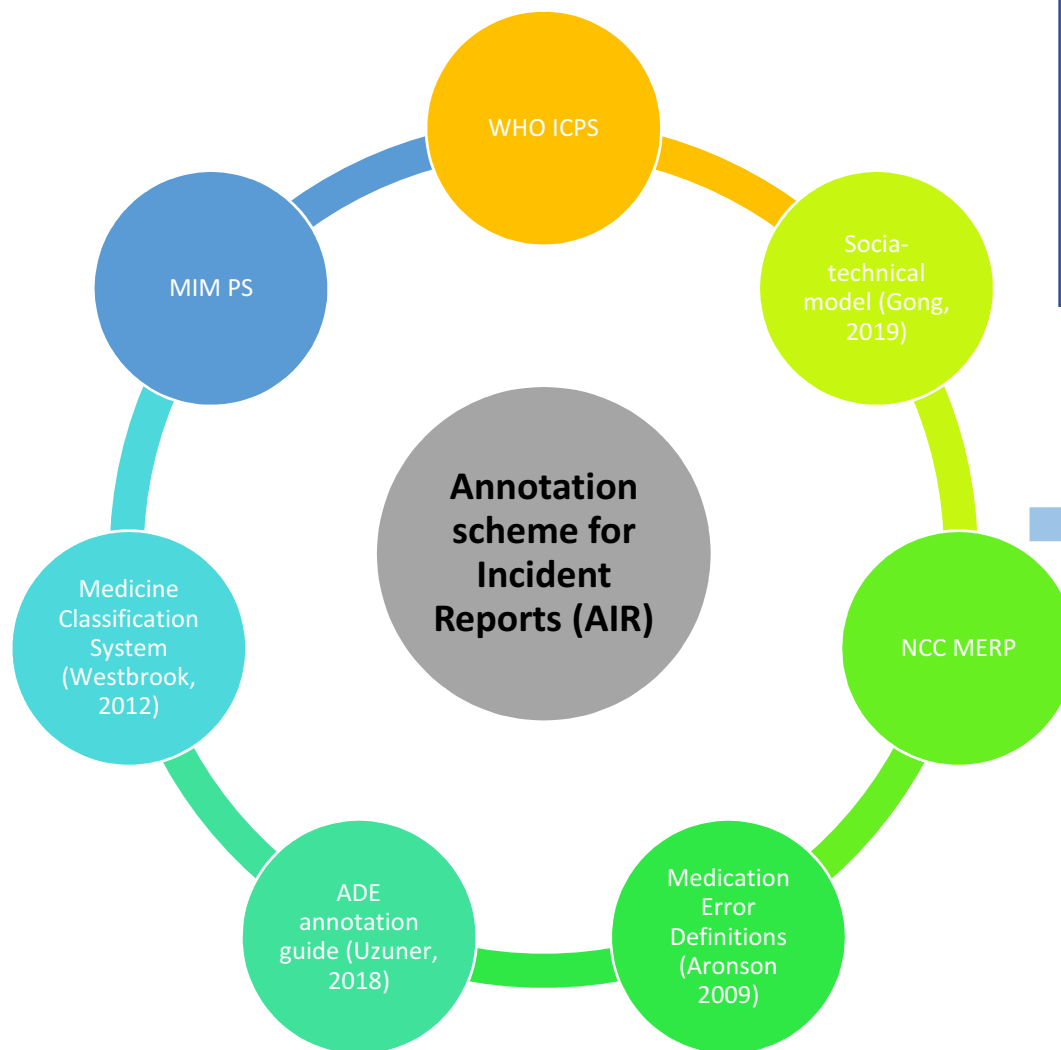 WHO ICPS
Socia-
technical
model (Gong,
2019)
NCC MERP
Medication
Error
Definitions
(Aronson
2009)
ADE
annotation
guide (Uzuner,
2018)
Medicine
Classification
System
(Westbrook,
2012)
MIM PS
Annotation
scheme for
Incident
Reports (AIR)